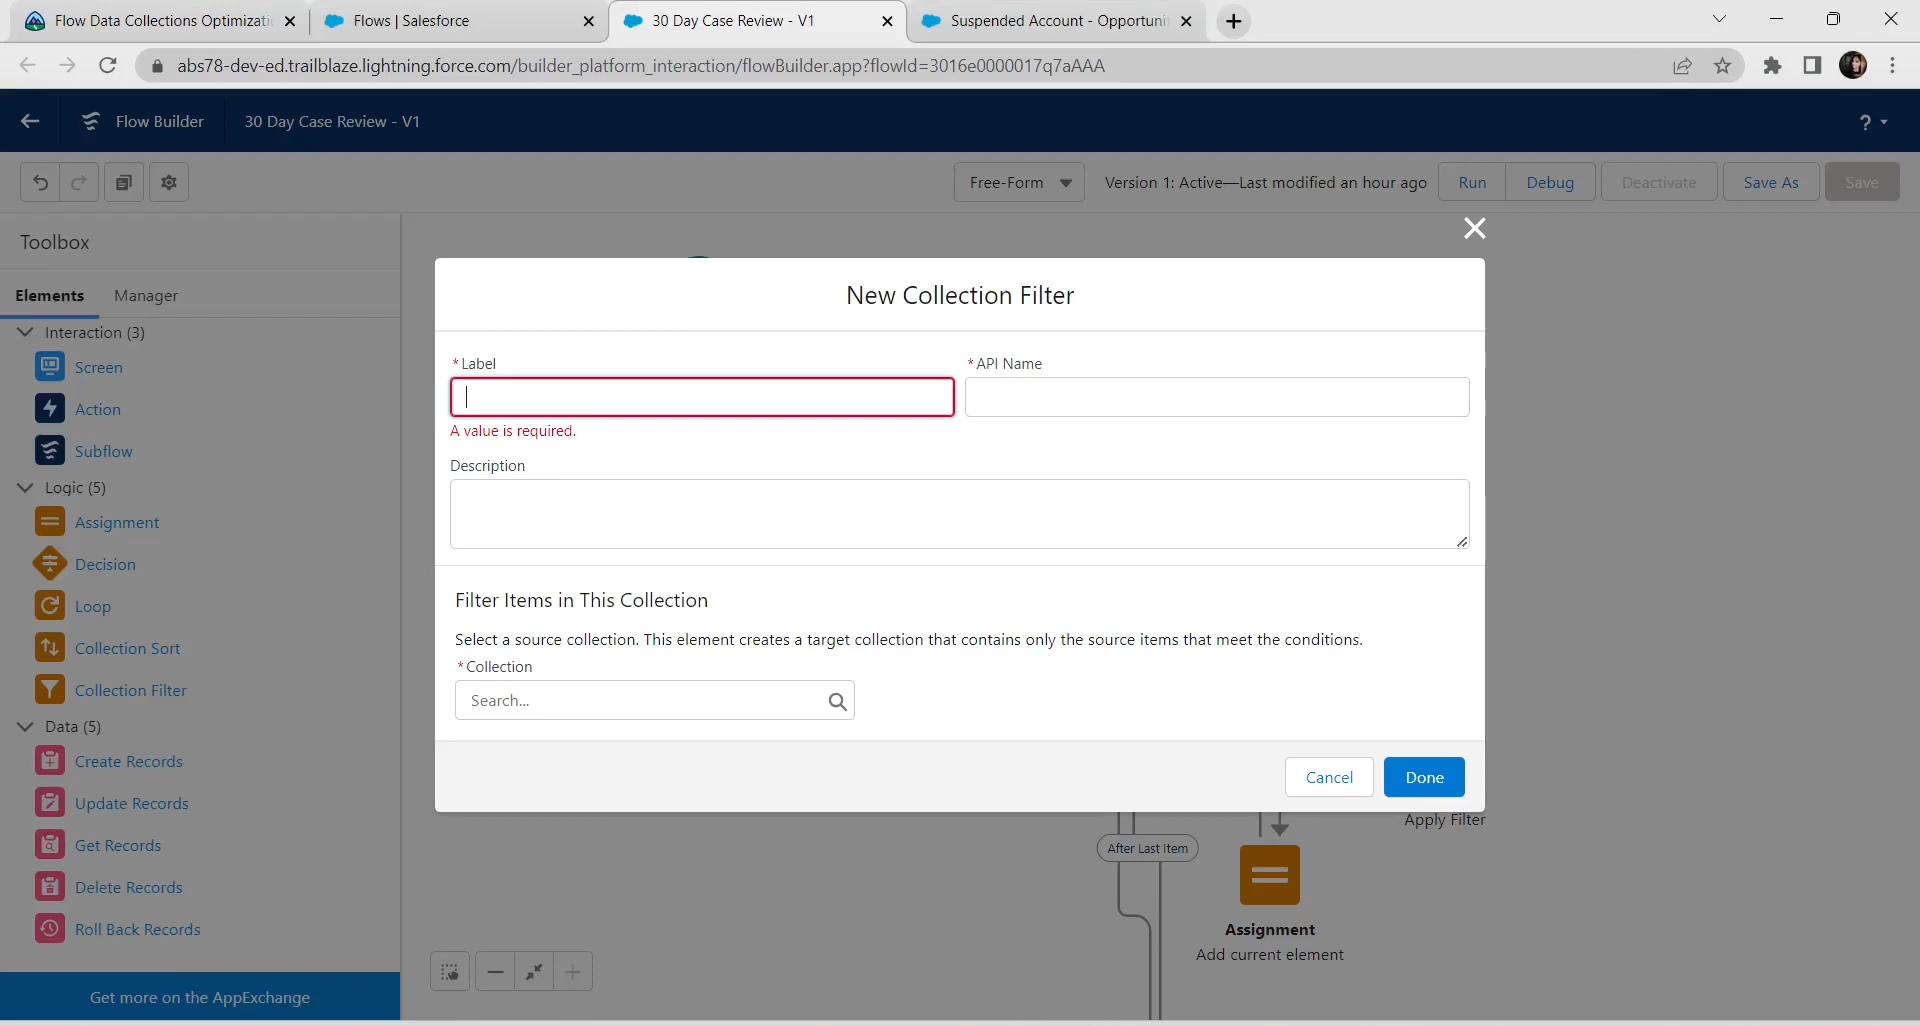 Flow Data Collections Optimizati
Flows | Salesforce
30 Day Case Review - V1
Suspended Account - Opportuni
abs78-dev-ed.trailblaze.lightning.force.com/builder_platform_interaction/flowBuilder.app?flowId=3016e0000017q7aAAA
Flow Builder
30 Day Case Review - V1
?
Free-Form
Version 1: Active—Last modified an hour ago
Run
Debug
Deactivate
Save As
Save
Toolbox
Elements
Manager
Interaction (3)
Screen
Action
Subflow
Logic (5)
Assignment
Decision
Loop
Collection Sort
Collection Filter
Data (5)
Create Records
Update Records
Get Records
Delete Records
Roll Back Records
Get more on the AppExchange
New Collection Filter
* Label
* API Name
A value is required.
Description
Filter Items in This Collection
Select a source collection. This element creates a target collection that contains only the source items that meet the conditions.
* Collection
Search...
Cancel
Done
Apply Filter
After Last Item
Assignment
Add current element